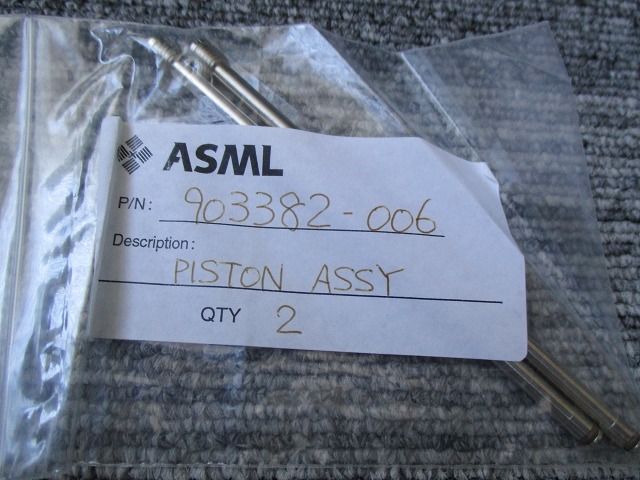 ASML
P/N: 903382-006
Description:
PISTON ASSY
QTY 2